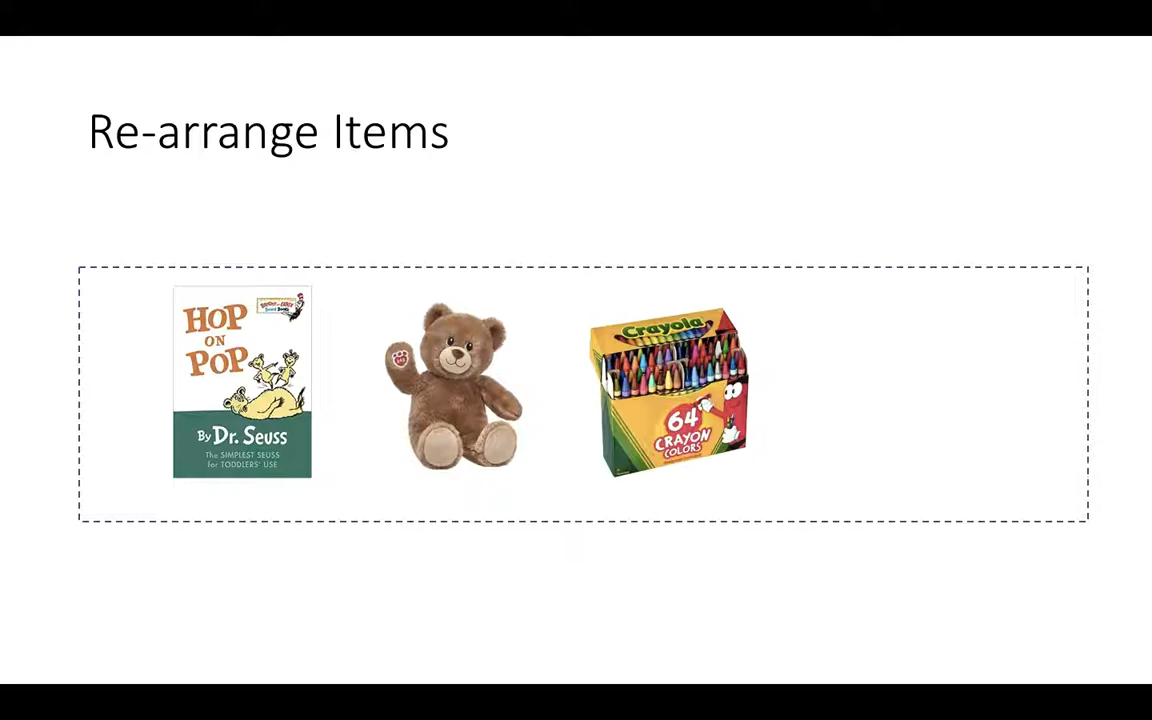 Re-arrange Items
HOP
ON
POP
By Dr. Seuss
The SIMPLEST SEUSS
for TODDLERS' USE
Crayola
64
CRAYON
COLORS